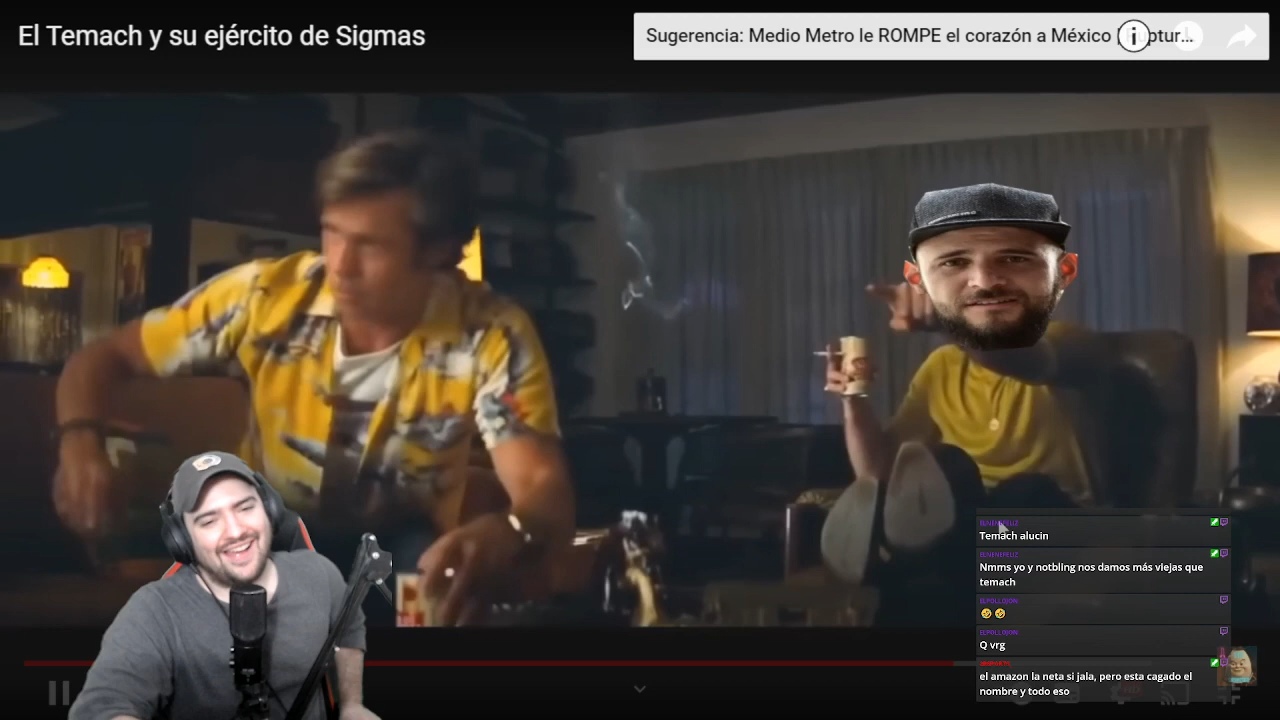 El Temach y su ejército de Sigmas
Sugerencia: Medio Metro le ROMPE el corazón a México
Temach alucin
Nmms yo y notbling nos damos más viejas que
temach
🤣 🤣
Q vrg
el amazon la neta si jala, pero esta cagado el
nombre y todo eso